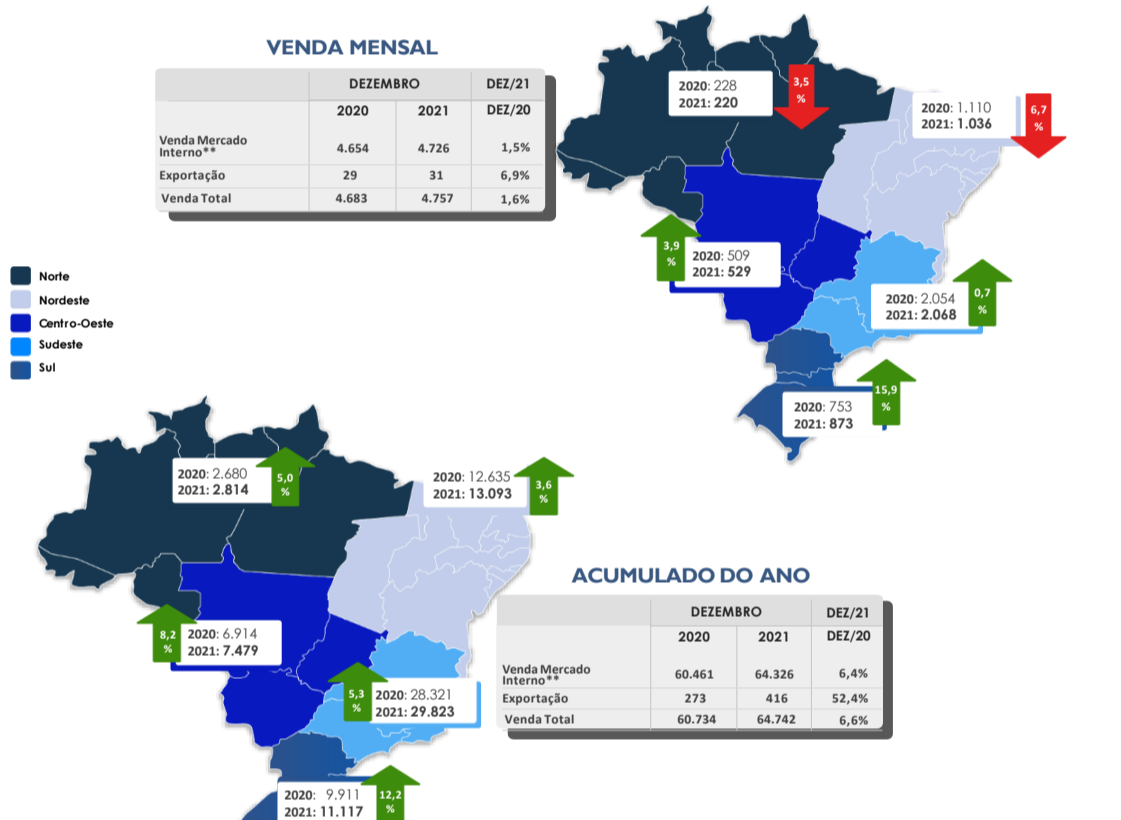 VENDA MENSAL
DEZEMBRO DEZ/21
2020 2021 DEZ/20
Venda Mercado
Interno** 4.654 4.726 1,5%
Exportação 29 31 6,9%
Venda Total 4.683 4.757 1,6%
2020: 228
2021: 220
3,5
%
2020: 1.110
2021: 1.036
6,7
%
3,9
%
2020: 509
2021: 529
2020: 2.054
2021: 2.068
0,7
%
2020: 753
2021: 873
15,9
%
Norte
Nordeste
Centro-Oeste
Sudeste
Sul
2020: 2.680
2021: 2.814
5,0
%
2020: 12.635
2021: 13.093
3,6
%
8,2
%
2020: 6.914
2021: 7.479
5,3
%
2020: 28.321
2021: 29.823
2020: 9.911
2021: 11.117
12,2
%
ACUMULADO DO ANO
DEZEMBRO DEZ/21
2020 2021 DEZ/20
Venda Mercado
Interno** 60.461 64.326 6,4%
Exportação 273 416 52,4%
Venda Total 60.734 64.742 6,6%